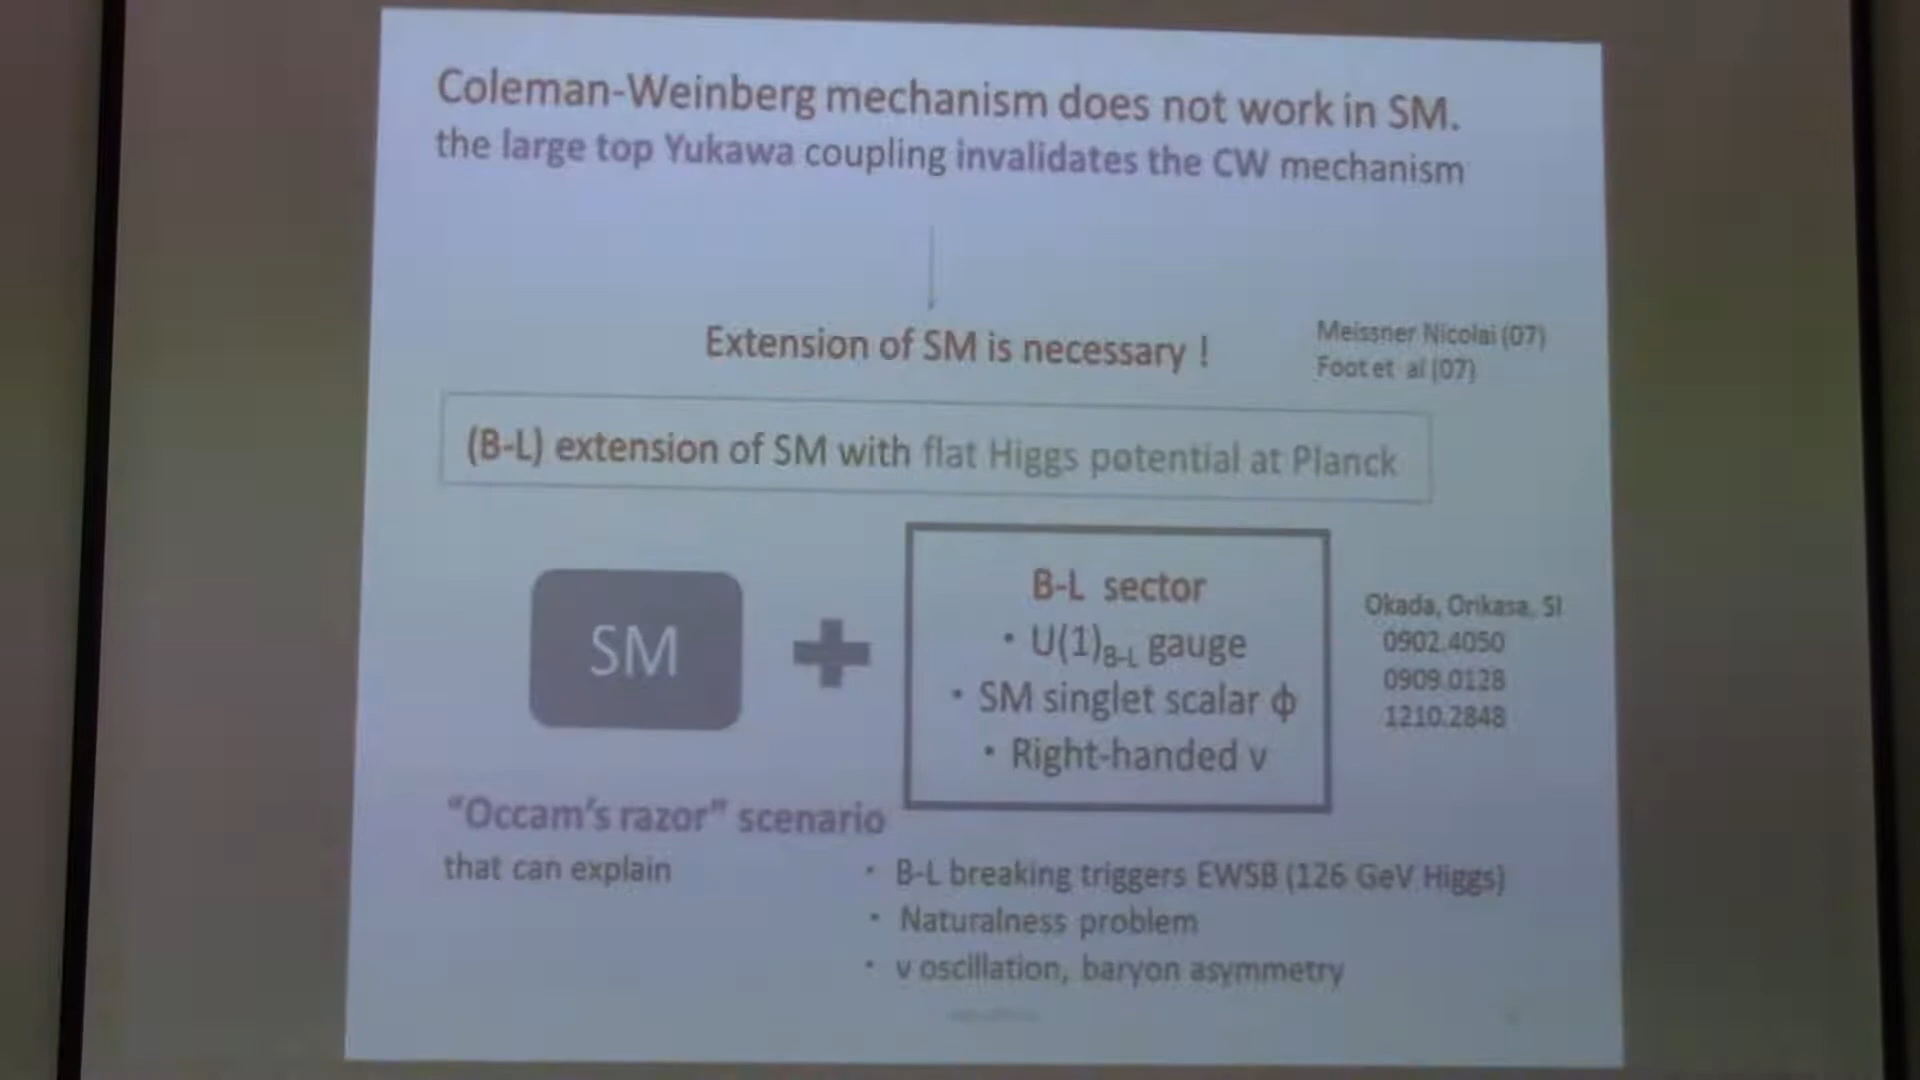 Coleman-Weinberg mechanism does not work in SM.
the large top Yukawa coupling invalidates the CW mechanism
Extension of SM is necessary !
Meissner Nicolai (07)
Foot et al (07)
(B-L) extension of SM with flat Higgs potential at Planck
SM
+
B-L sector
・U(1)B-L gauge
・SM singlet scalar ϕ
・Right-handed ν
Okada, Orikasa, SI
0902.4050
0909.0128
1210.2848
“Occam’s razor” scenario
that can explain
・ B-L breaking triggers EWSB (126 GeV Higgs)
・ Naturalness problem
・ ν oscillation, baryon asymmetry